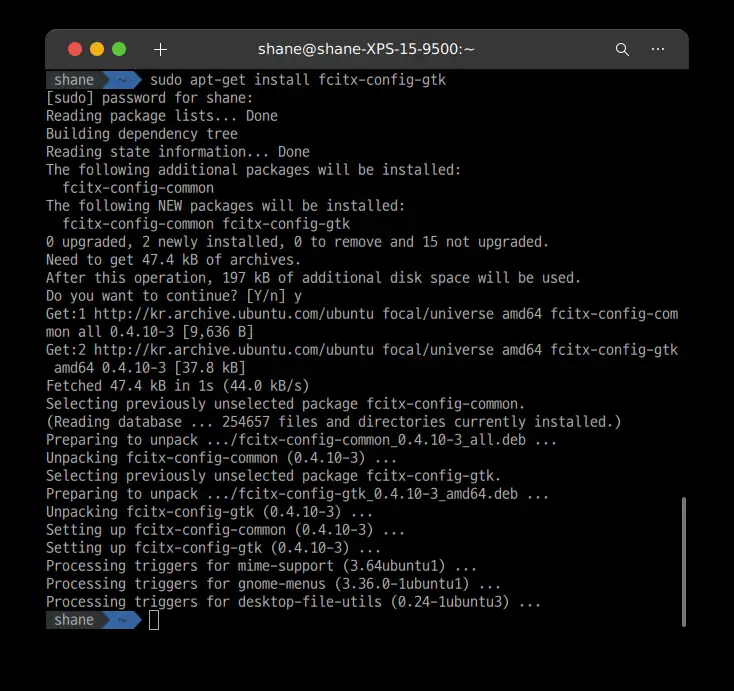 shane@shane-XPS-15-9500:~
shane ~ sudo apt-get install fcitx-config-gtk
[sudo] password for shane:
Reading package lists... Done
Building dependency tree
Reading state information... Done
The following additional packages will be installed:
  fcitx-config-common
The following NEW packages will be installed:
  fcitx-config-common fcitx-config-gtk
0 upgraded, 2 newly installed, 0 to remove and 15 not upgraded.
Need to get 47.4 kB of archives.
After this operation, 197 kB of additional disk space will be used.
Do you want to continue? [Y/n] y
Get:1 http://kr.archive.ubuntu.com/ubuntu focal/universe amd64 fcitx-config-com
mon all 0.4.10-3 [9,636 B]
Get:2 http://kr.archive.ubuntu.com/ubuntu focal/universe amd64 fcitx-config-gtk
 amd64 0.4.10-3 [37.8 kB]
Fetched 47.4 kB in 1s (44.0 kB/s)
Selecting previously unselected package fcitx-config-common.
(Reading database ... 254657 files and directories currently installed.)
Preparing to unpack .../fcitx-config-common_0.4.10-3_all.deb ...
Unpacking fcitx-config-common (0.4.10-3) ...
Selecting previously unselected package fcitx-config-gtk.
Preparing to unpack .../fcitx-config-gtk_0.4.10-3_amd64.deb ...
Unpacking fcitx-config-gtk (0.4.10-3) ...
Setting up fcitx-config-common (0.4.10-3) ...
Setting up fcitx-config-gtk (0.4.10-3) ...
Processing triggers for mime-support (3.64ubuntu1) ...
Processing triggers for gnome-menus (3.36.0-1ubuntu1) ...
Processing triggers for desktop-file-utils (0.24-1ubuntu3) ...
shane ~